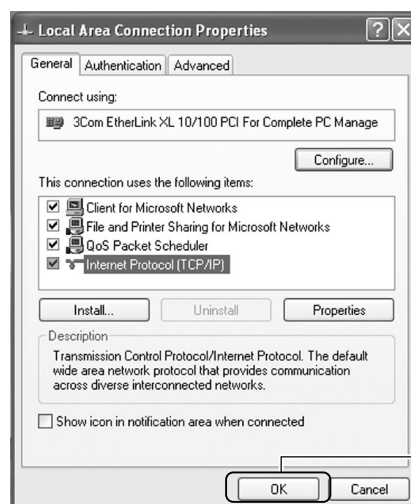 Local Area Connection Properties
General Authentication Advanced
Connect using:
3Com EtherLink XL 10/100 PCI For Complete PC Manage
Configure...
This connection uses the following items:
Client for Microsoft Networks
File and Printer Sharing for Microsoft Networks
QoS Packet Scheduler
Internet Protocol (TCP/IP)
Install... Uninstall Properties
Description
Transmission Control Protocol/Internet Protocol. The default
wide area network protocol that provides communication
across diverse interconnected networks.
Show icon in notification area when connected
OK Cancel